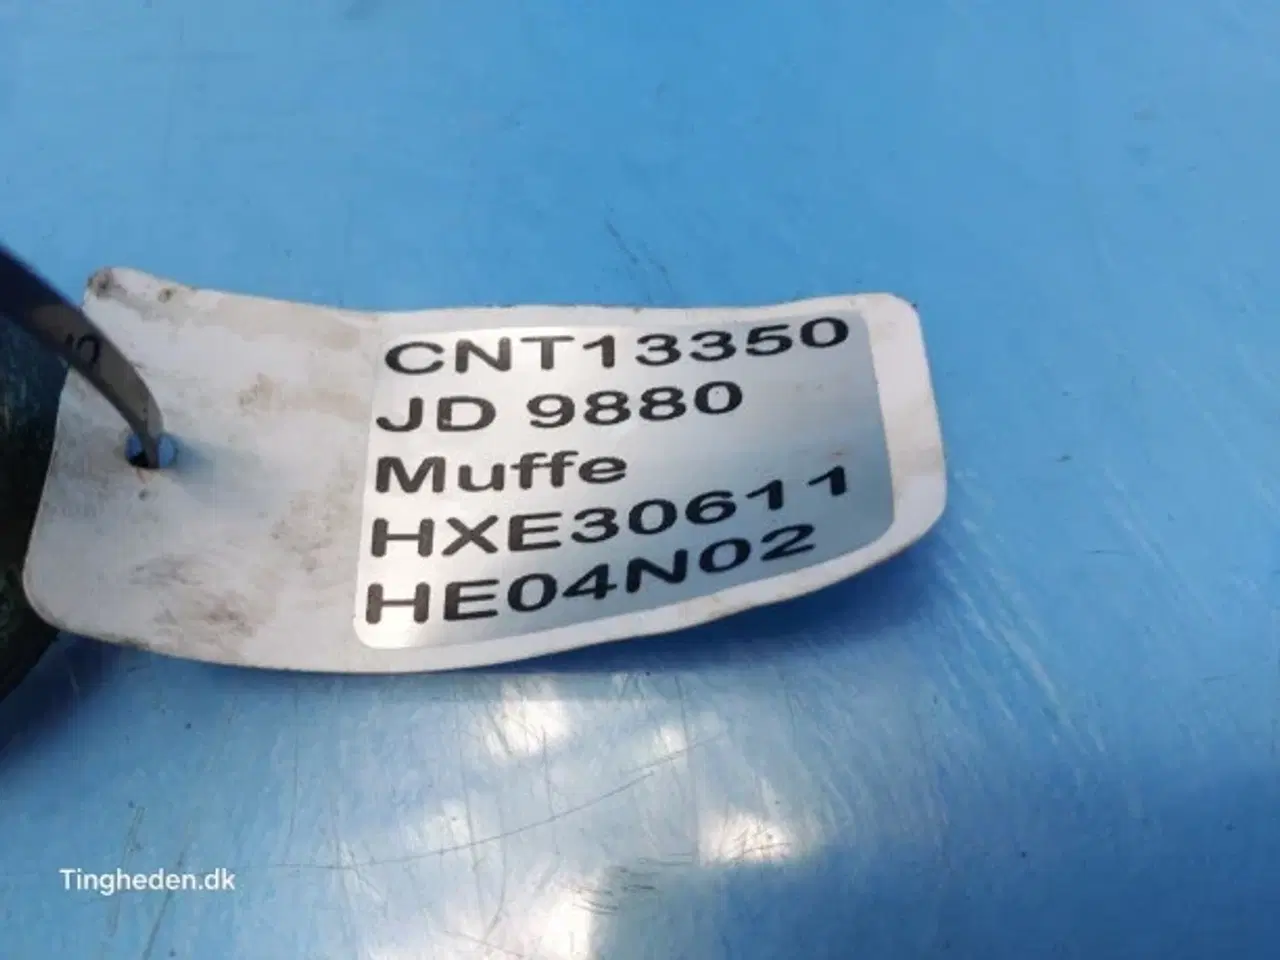 CNT13350
JD 9880
Muffe
HXE30611
HE04N02
Tingheden.dk